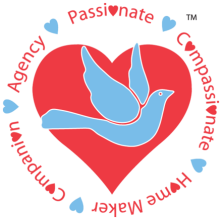 Passionate
Compassionate
Home Maker
Companion
Agency
TM